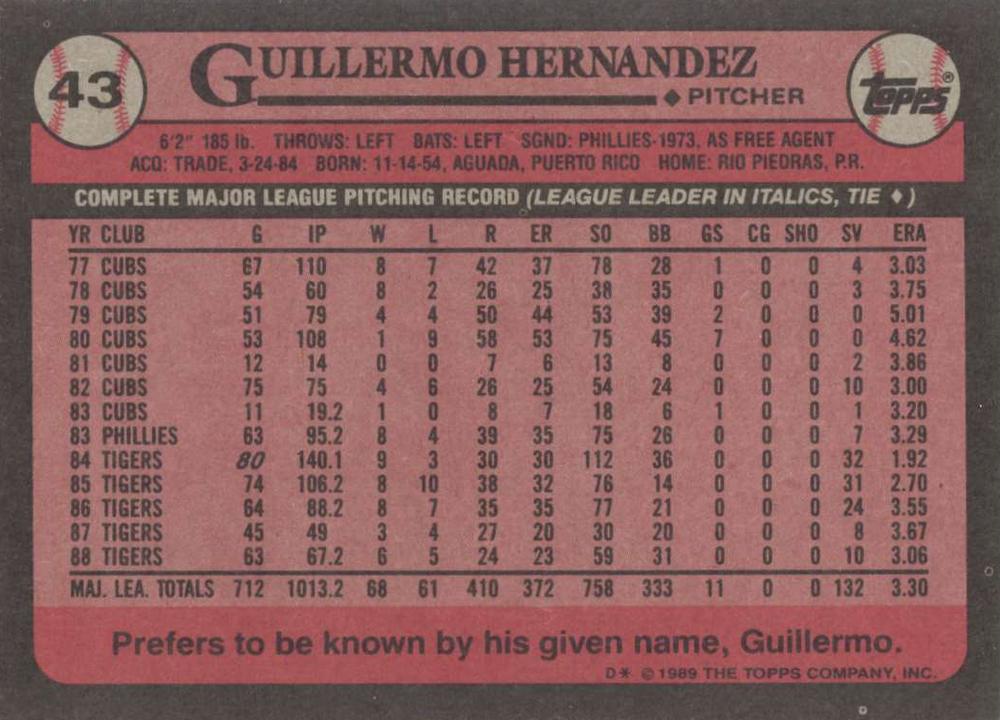 43
GUILLERMO HERNANDEZ
◆ PITCHER
TOPPS®
6'2" 185 lb. THROWS: LEFT BATS: LEFT SGND: PHILLIES-1973, AS FREE AGENT
ACQ: TRADE, 3-24-84 BORN: 11-14-54, AGUADA, PUERTO RICO HOME: RIO PIEDRAS, P.R.
COMPLETE MAJOR LEAGUE PITCHING RECORD (LEAGUE LEADER IN ITALICS, TIE ♦)
YR CLUB G IP W L R ER SO BB GS CG SHO SV ERA
77 CUBS 67 110 8 7 42 37 78 28 1 0 0 4 3.03
78 CUBS 54 60 8 2 26 25 38 35 0 0 0 3 3.75
79 CUBS 51 79 4 4 50 44 53 39 2 0 0 0 5.01
80 CUBS 53 108 1 9 58 53 75 45 7 0 0 0 4.62
81 CUBS 12 14 0 0 7 6 13 8 0 0 0 2 3.86
82 CUBS 75 75 4 6 26 25 54 24 0 0 0 10 3.00
83 CUBS 11 19.2 1 0 8 7 18 6 1 0 0 1 3.20
83 PHILLIES 63 95.2 8 4 39 35 75 26 0 0 0 7 3.29
84 TIGERS 80 140.1 9 3 30 30 112 36 0 0 0 32 1.92
85 TIGERS 74 106.2 8 10 38 32 76 14 0 0 0 31 2.70
86 TIGERS 64 88.2 8 7 35 35 77 21 0 0 0 24 3.55
87 TIGERS 45 49 3 4 27 20 30 20 0 0 0 8 3.67
88 TIGERS 63 67.2 6 5 24 23 59 31 0 0 0 10 3.06
MAJ. LEA. TOTALS 712 1013.2 68 61 410 372 758 333 11 0 0 132 3.30
Prefers to be known by his given name, Guillermo.
D* © 1989 THE TOPPS COMPANY, INC.